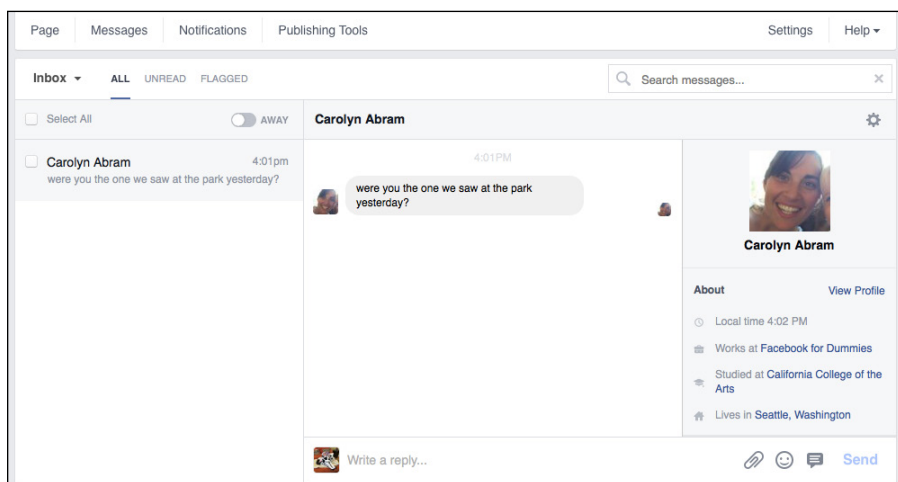 Page Messages Notifications Publishing Tools Settings Help
Inbox ALL UNREAD FLAGGED Search messages...
Select All AWAY Carolyn Abram
Carolyn Abram 4:01pm
were you the one we saw at the park yesterday?
4:01PM
were you the one we saw at the park
yesterday?
Carolyn Abram
About View Profile
Local time 4:02 PM
Works at Facebook for Dummies
Studied at California College of the
Arts
Lives in Seattle, Washington
Write a reply... Send